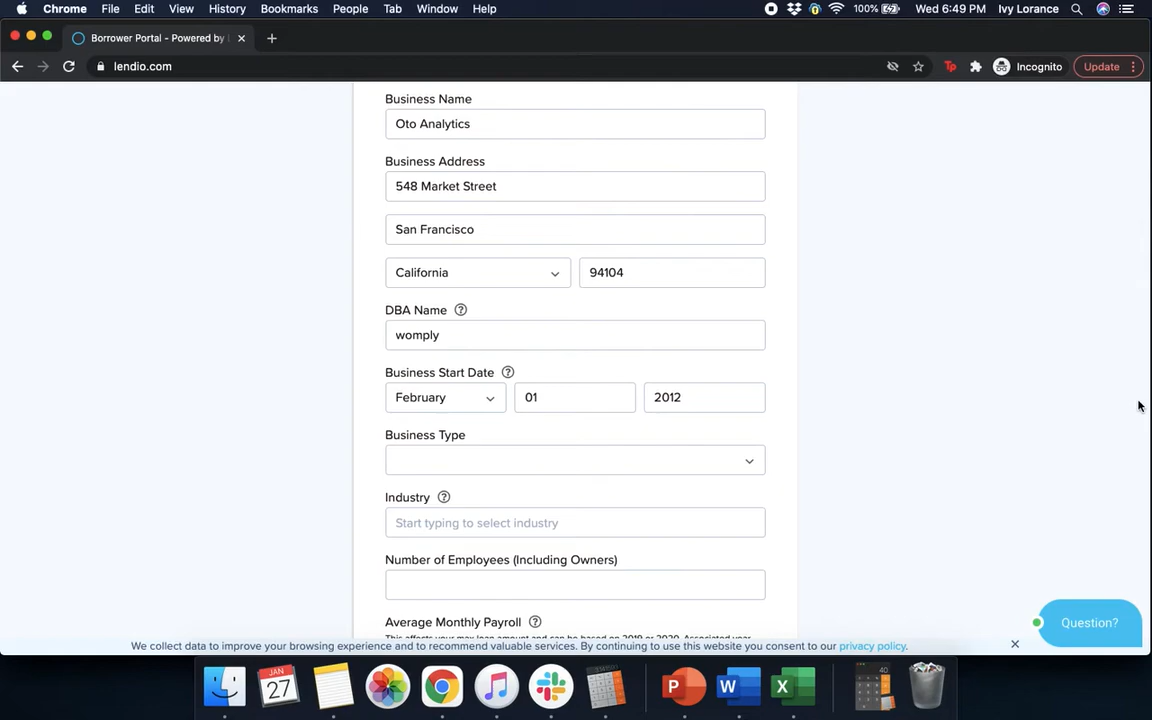 Chrome File Edit View History Bookmarks People Tab Window Help 100% Wed 6:49 PM Ivy Lorance
Borrower Portal - Powered by
lendio.com Incognito Update
Business Name
Oto Analytics
Business Address
548 Market Street
San Francisco
California 94104
DBA Name ?
womply
Business Start Date ?
February 01 2012
Business Type
Industry ?
Start typing to select industry
Number of Employees (Including Owners)
Average Monthly Payroll ?
This affects your max loan amount and can be based on 2019 or 2020. Associated year
Question?
We collect data to improve your browsing experience and to recommend valuable services. By continuing to use this website you consent to our privacy policy.
JAN
27
P W X
40